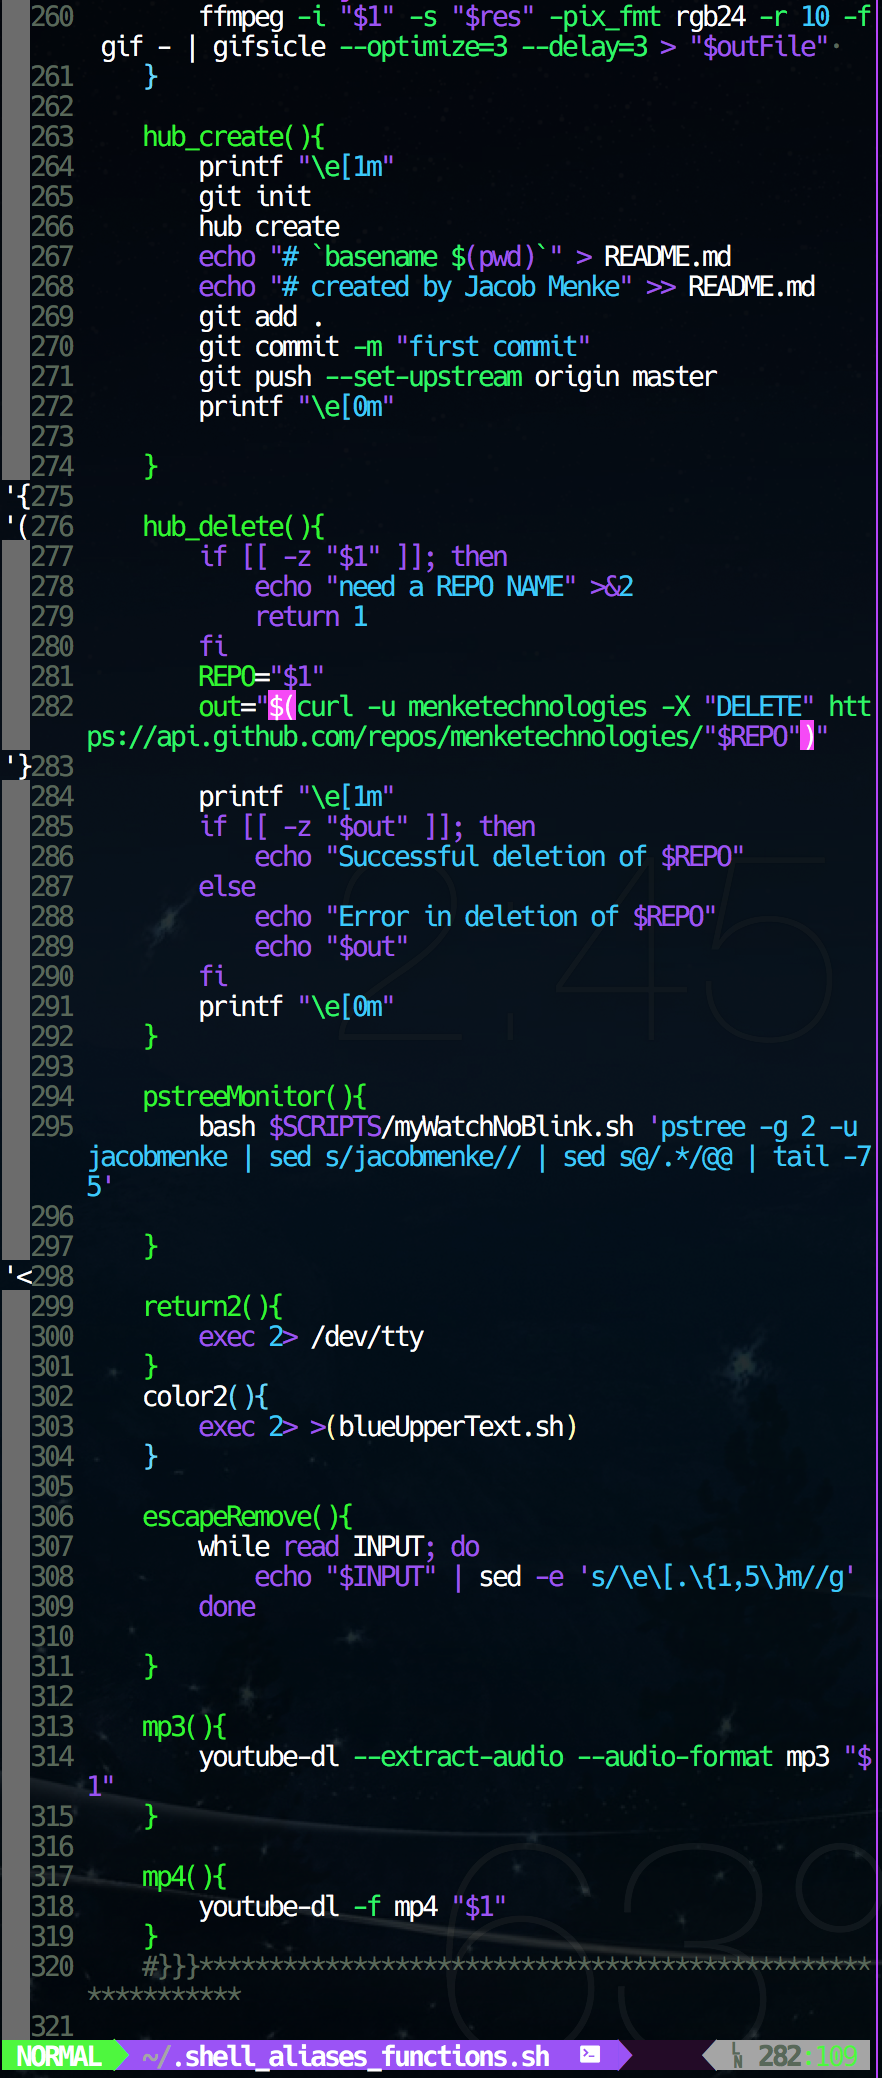 260         ffmpeg -i "$1" -s "$res" -pix_fmt rgb24 -r 10 -f
 gif - | gifsicle --optimize=3 --delay=3 > "$outFile"·
261     }
262
263     hub_create(){
264         printf "\e[1m"
265         git init
266         hub create
267         echo "# `basename $(pwd)`" > README.md
268         echo "# created by Jacob Menke" >> README.md
269         git add .
270         git commit -m "first commit"
271         git push --set-upstream origin master
272         printf "\e[0m"
273
274     }
'{275
'(276     hub_delete(){
277         if [[ -z "$1" ]]; then
278             echo "need a REPO NAME" >&2
279             return 1
280         fi
281         REPO="$1"
282         out="$(curl -u menketechnologies -X "DELETE" htt
ps://api.github.com/repos/menketechnologies/"$REPO")"
'}283
284         printf "\e[1m"
285         if [[ -z "$out" ]]; then
286             echo "Successful deletion of $REPO"
287         else
288             echo "Error in deletion of $REPO"
289             echo "$out"
290         fi
291         printf "\e[0m"
292     }
293
294     pstreeMonitor(){
295         bash $SCRIPTS/myWatchNoBlink.sh 'pstree -g 2 -u
jacobmenke | sed s/jacobmenke// | sed s@/.*/@@ | tail -7
5'
296
297     }
'<298
299     return2(){
300         exec 2> /dev/tty
301     }
302     color2(){
303         exec 2> >(blueUpperText.sh)
304     }
305
306     escapeRemove(){
307         while read INPUT; do
308             echo "$INPUT" | sed -e 's/\e\[.\{1,5\}m//g'
309         done
310
311     }
312
313     mp3(){
314         youtube-dl --extract-audio --audio-format mp3 "$
1"
315     }
316
317     mp4(){
318         youtube-dl -f mp4 "$1"
319     }
320     #}}}************************************************
***********
321
NORMAL ~/.shell_aliases_functions.sh LN 282:109
2:45
63°